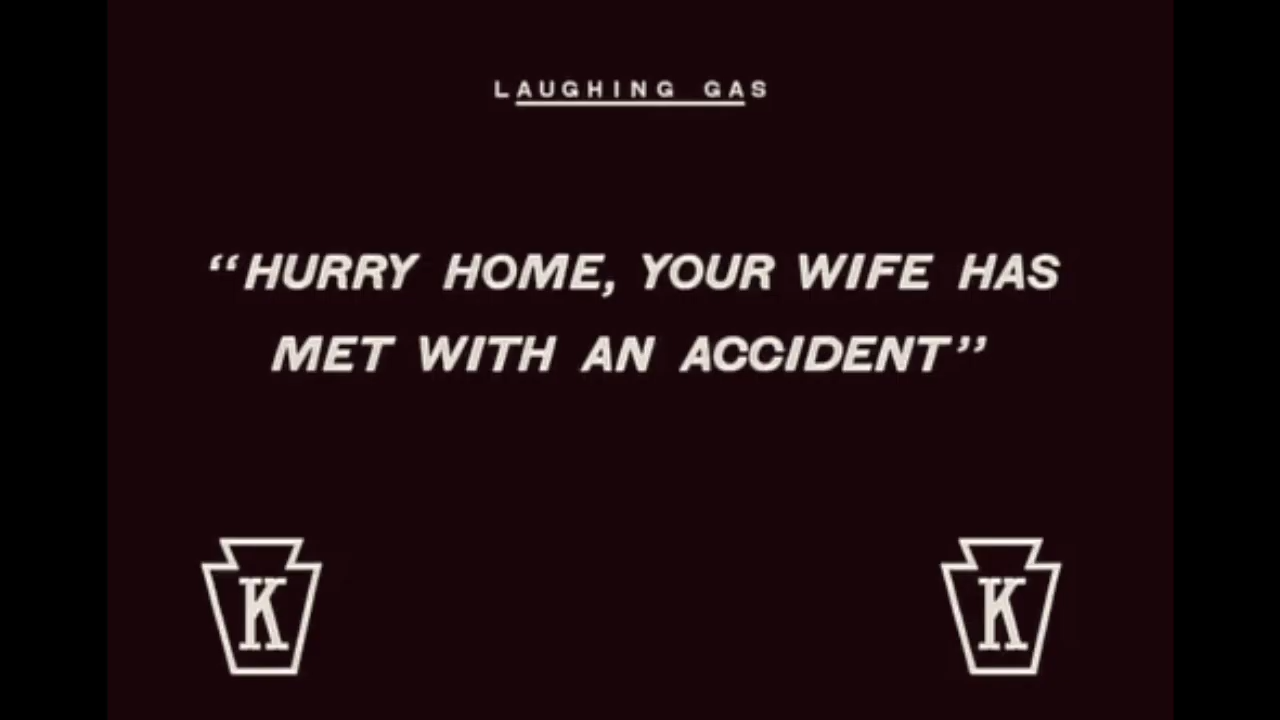 LAUGHING GAS
“HURRY HOME, YOUR WIFE HAS
MET WITH AN ACCIDENT”
K K